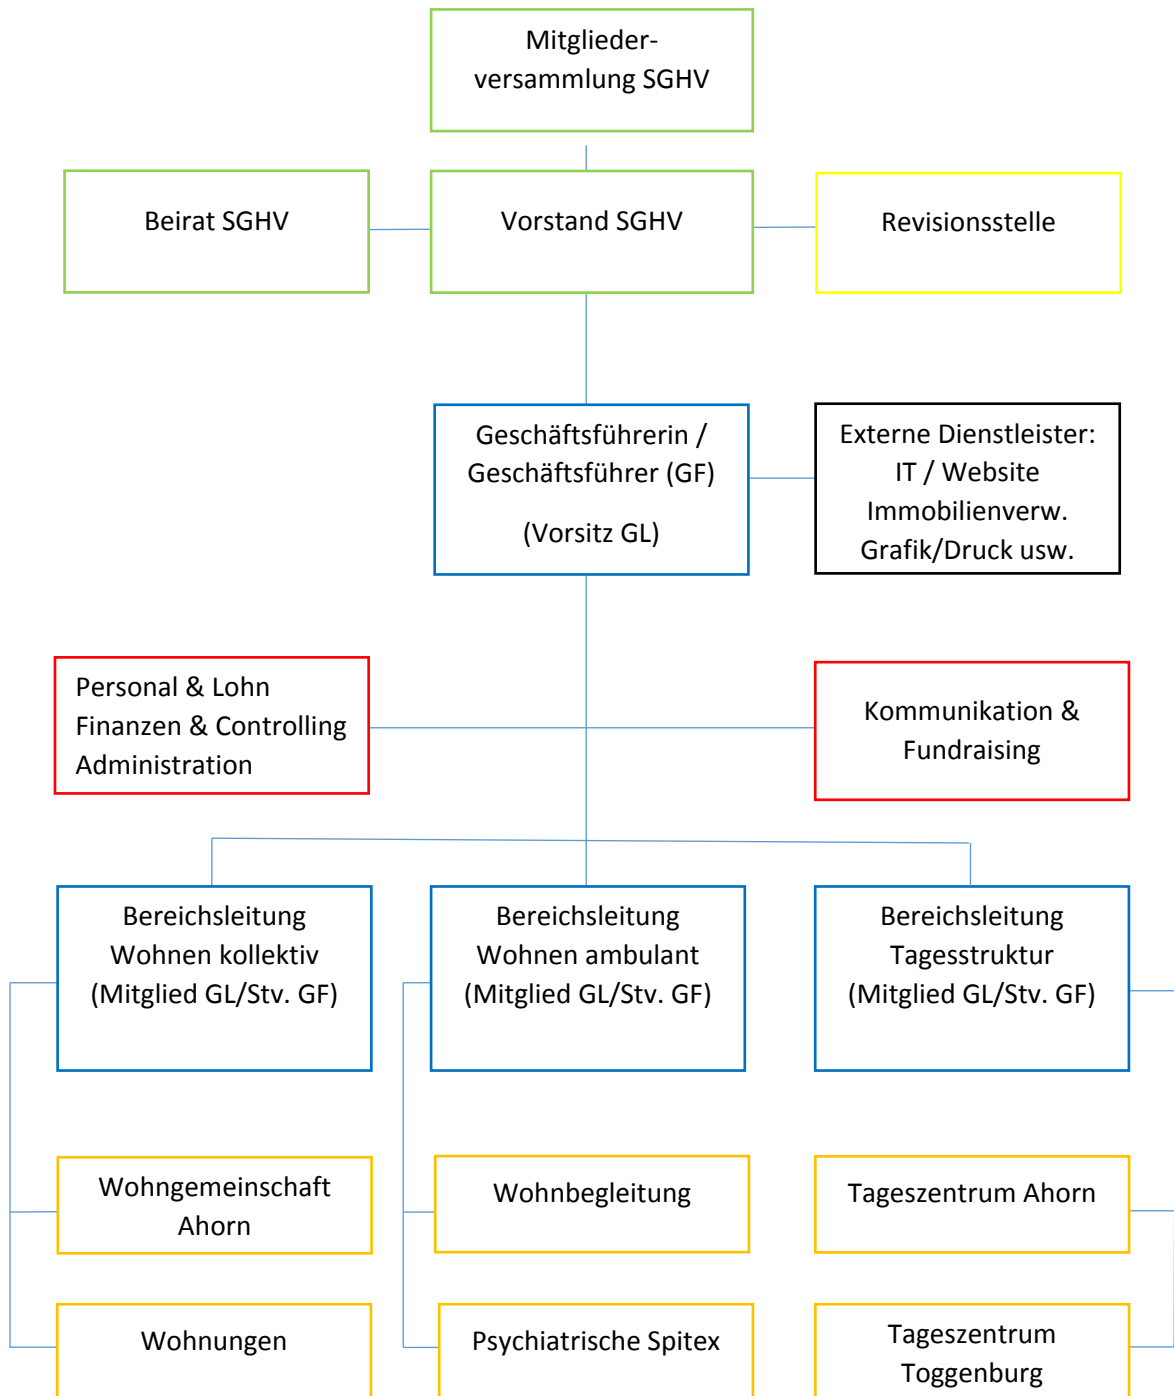 Mitglieder-
versammlung SGHV
Beirat SGHV
Vorstand SGHV
Revisionsstelle
Geschäftsführerin /
Geschäftsführer (GF)
(Vorsitz GL)
Externe Dienstleister:
IT / Website
Immobilienverw.
Grafik/Druck usw.
Personal & Lohn
Finanzen & Controlling
Administration
Kommunikation &
Fundraising
Bereichsleitung
Wohnen kollektiv
(Mitglied GL/Stv. GF)
Bereichsleitung
Wohnen ambulant
(Mitglied GL/Stv. GF)
Bereichsleitung
Tagesstruktur
(Mitglied GL/Stv. GF)
Wohngemeinschaft
Ahorn
Wohnbegleitung
Tageszentrum Ahorn
Wohnungen
Psychiatrische Spitex
Tageszentrum
Toggenburg